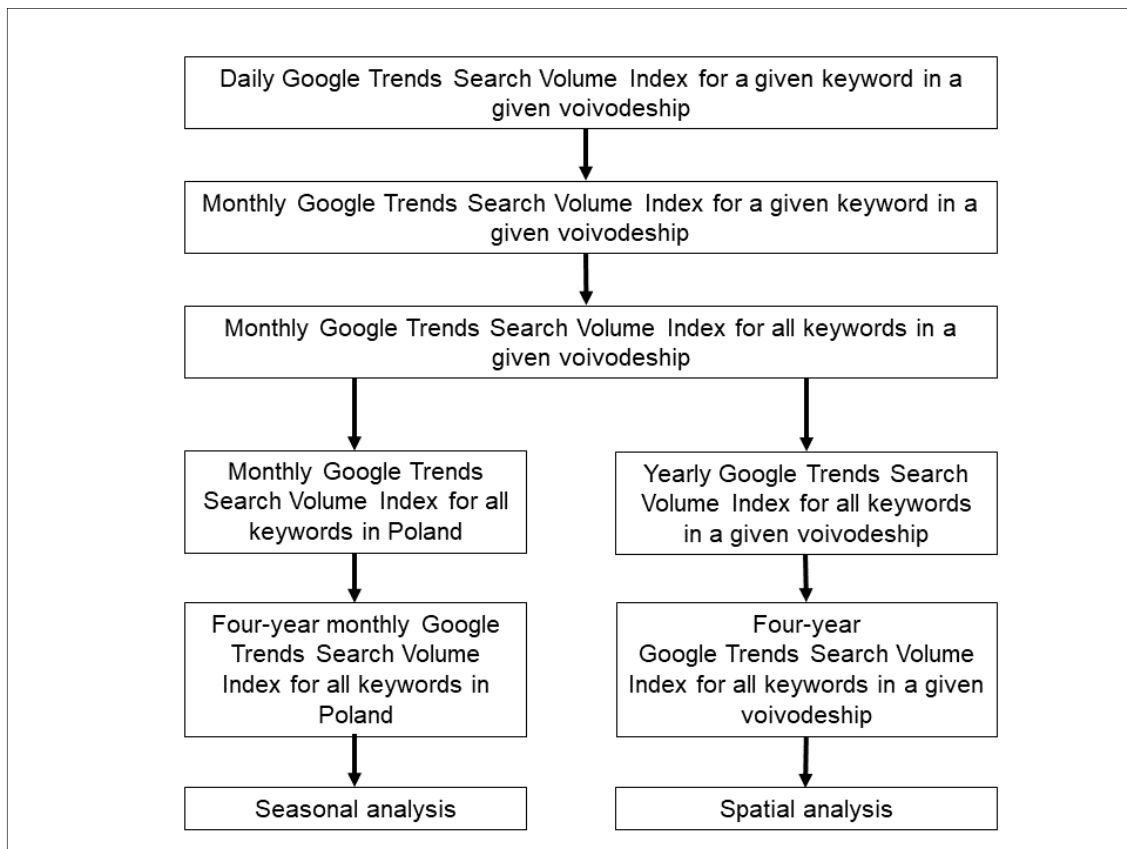 Daily Google Trends Search Volume Index for a given keyword in a
given voivodeship
Monthly Google Trends Search Volume Index for a given keyword in a
given voivodeship
Monthly Google Trends Search Volume Index for all keywords in a
given voivodeship
Monthly Google Trends
Search Volume Index for all
keywords in Poland
Yearly Google Trends Search
Volume Index for all keywords
in a given voivodeship
Four-year monthly Google
Trends Search Volume
Index for all keywords in
Poland
Four-year
Google Trends Search Volume
Index for all keywords in a given
voivodeship
Seasonal analysis
Spatial analysis